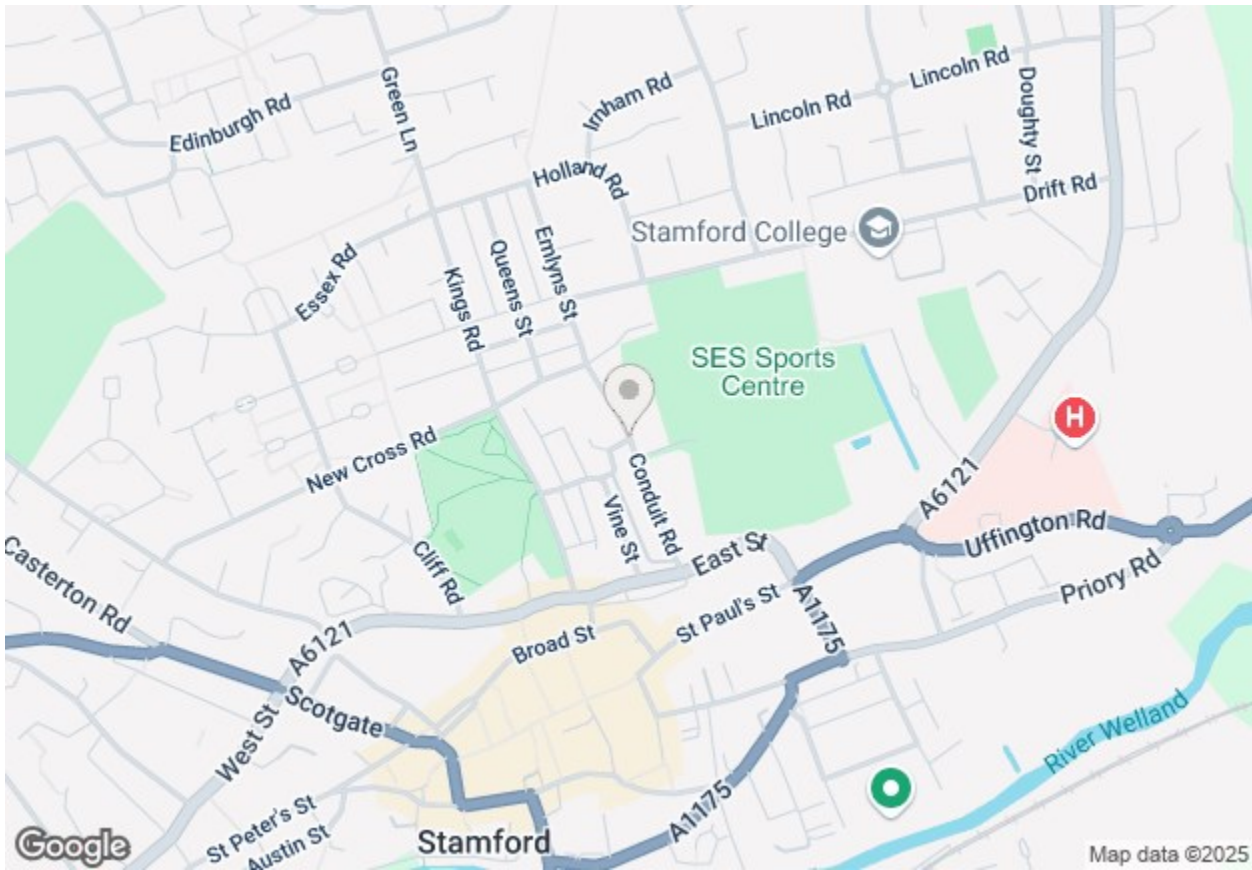 Lincoln Rd
Irnham Rd
Lincoln Rd
Green Ln
Edinburgh Rd
Doughty St
Holland Rd
Drift Rd
Stamford College
Emlyns St
Queens St
Essex Rd
Kings Rd
SES Sports
Centre
H
New Cross Rd
Conduit Rd
A6121
Vine St
Uffington Rd
East St
Cliff Rd
Casterton Rd
Priory Rd
St Paul's St
A1175
Broad St
A6121
Scotgate
West St
River Welland
A1175
St Peter's St
Austin St
Stamford
Google
Map data ©2025